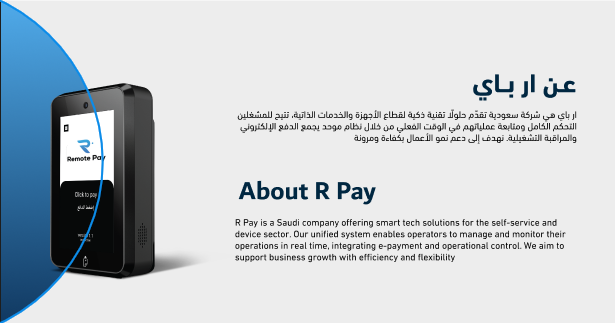 عن ار بـاي
ار باي هي شركة سعودية تقدّم حلولًا تقنية ذكية لقطاع الأجهزة والخدمات الذاتية، تتيح للمشغلين
التحكم الكامل ومتابعة عملياتهم في الوقت الفعلي من خلال نظام موحد يجمع الدفع الإلكتروني
والمراقبة التشغيلية. نهدف إلى دعم نمو الأعمال بكفاءة ومرونة
About R Pay
R Pay is a Saudi company offering smart tech solutions for the self-service and
device sector. Our unified system enables operators to manage and monitor their
operations in real time, integrating e-payment and operational control. We aim to
support business growth with efficiency and flexibility
R
Remote Pay
Click to pay